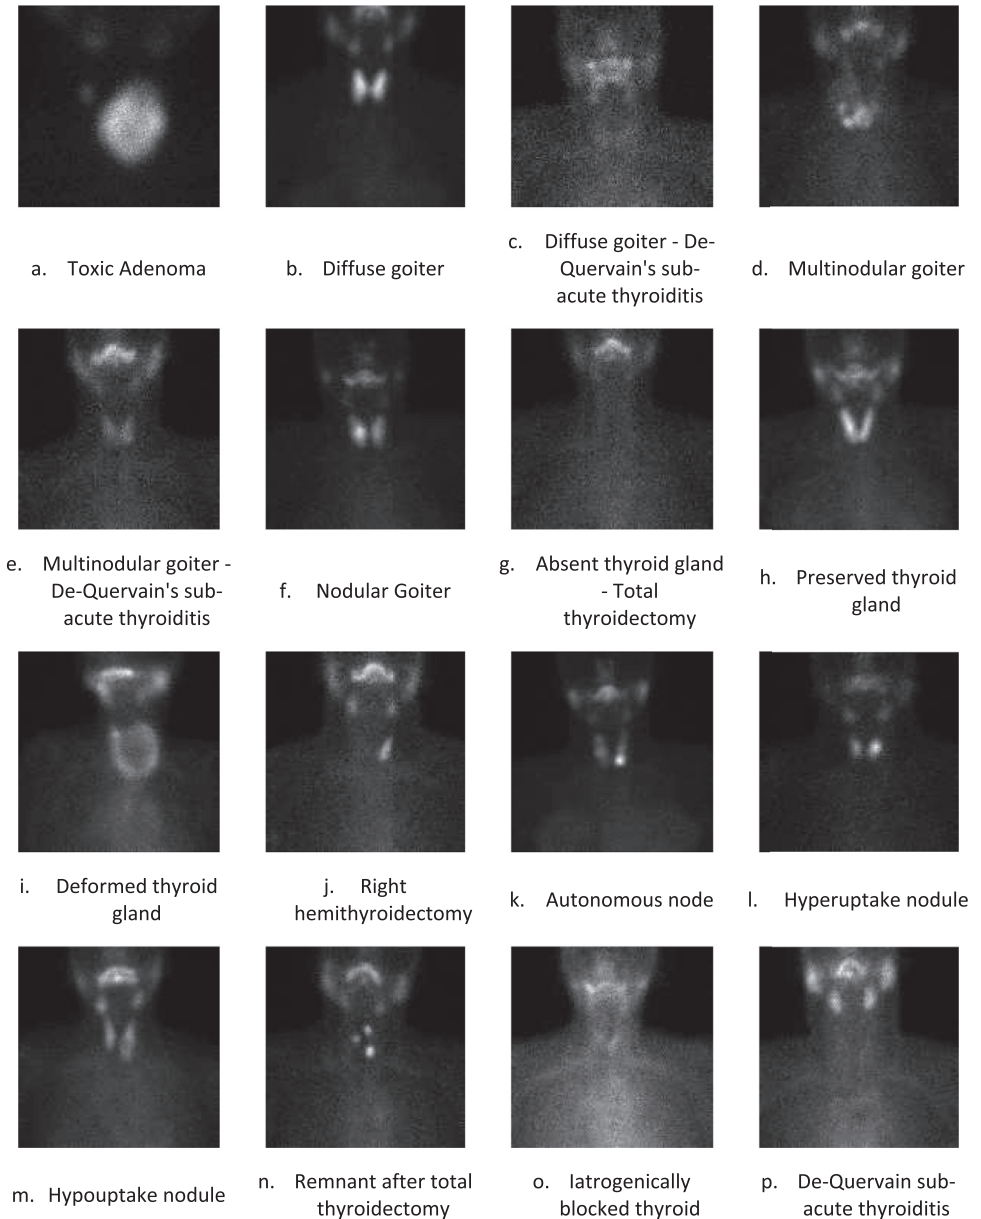 a. Toxic Adenoma
b. Diffuse goiter
c. Diffuse goiter - De-
Quervain's sub-
acute thyroiditis
d. Multinodular goiter
e. Multinodular goiter -
De-Quervain's sub-
acute thyroiditis
f. Nodular Goiter
g. Absent thyroid gland
- Total
thyroidectomy
h. Preserved thyroid
gland
i. Deformed thyroid
gland
j. Right
hemithyroidectomy
k. Autonomous node
l. Hyperuptake nodule
m. Hypouptake nodule
n. Remnant after total
thyroidectomy
o. Iatrogenically
blocked thyroid
p. De-Quervain sub-
acute thyroiditis